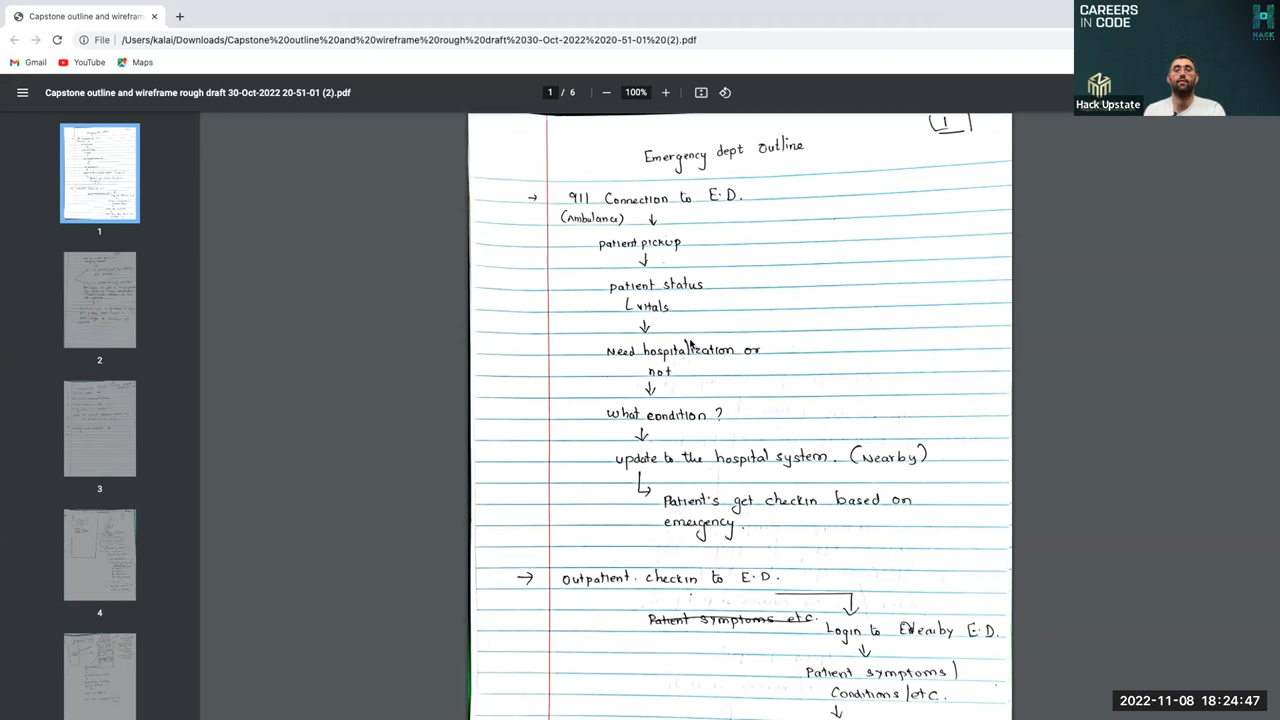 Capstone outline and wirefram
File
/Users/kalai/Downloads/Capstone%20outline%20and%20wireframe%20rough%20draft%2030-Oct-2022%2020-51-01%20(2).pdf
Gmail
YouTube
Maps
CAREERS
IN CODE
HACK
Hack Upstate
Capstone outline and wireframe rough draft 30-Oct-2022 20-51-01 (2).pdf
1 / 6
100%
1
2
3
4
1
Emergency dept outline
→ 911 Connection to E.D.
(Ambulance) ↓
patient pickup
↓
patient status
vitals
↓
Need hospitalization or
not
↓
What condition ?
↓
update to the hospital system. (Nearby)
↳ Patient's get checkin based on
emergency.
→ Outpatient checkin to E.D.
Patient symptoms etc.
Login to Nearby E.D.
↓
Patient symptoms /
Conditions / etc.
↓
2022-11-08 18:24:47